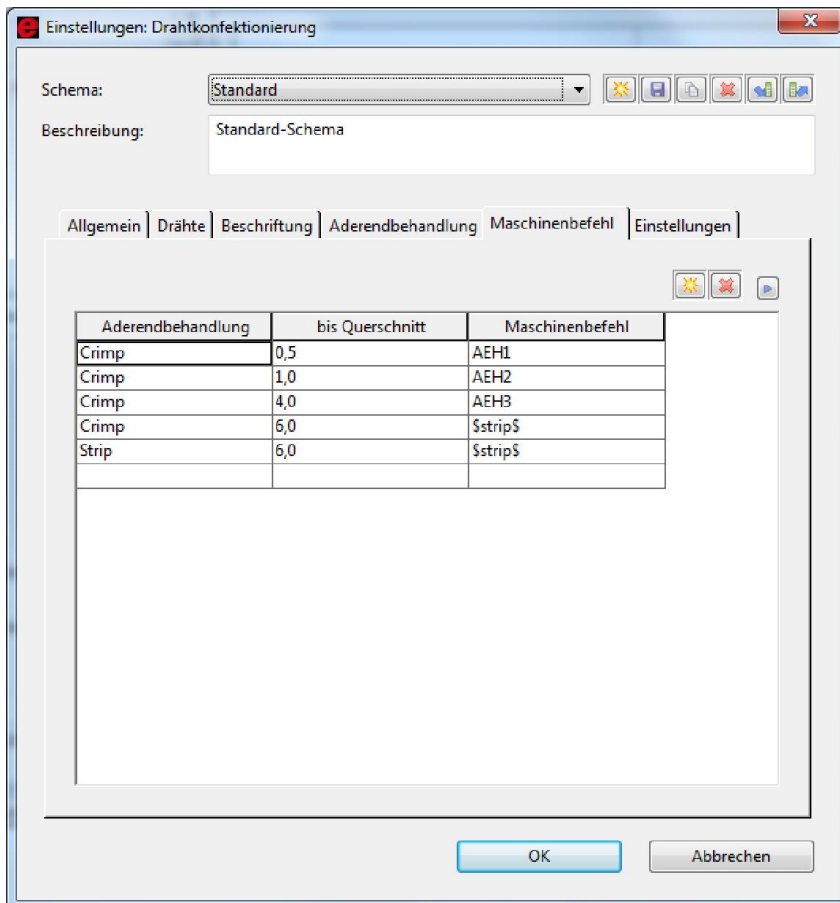 Einstellungen: Drahtkonfektionierung
Schema: Standard
Beschreibung: Standard-Schema
Allgemein Drähte Beschriftung Aderendbehandlung Maschinenbefehl Einstellungen
Aderendbehandlung bis Querschnitt Maschinenbefehl
Crimp 0,5 AEH1
Crimp 1,0 AEH2
Crimp 4,0 AEH3
Crimp 6,0 $strip$
Strip 6,0 $strip$
OK Abbrechen